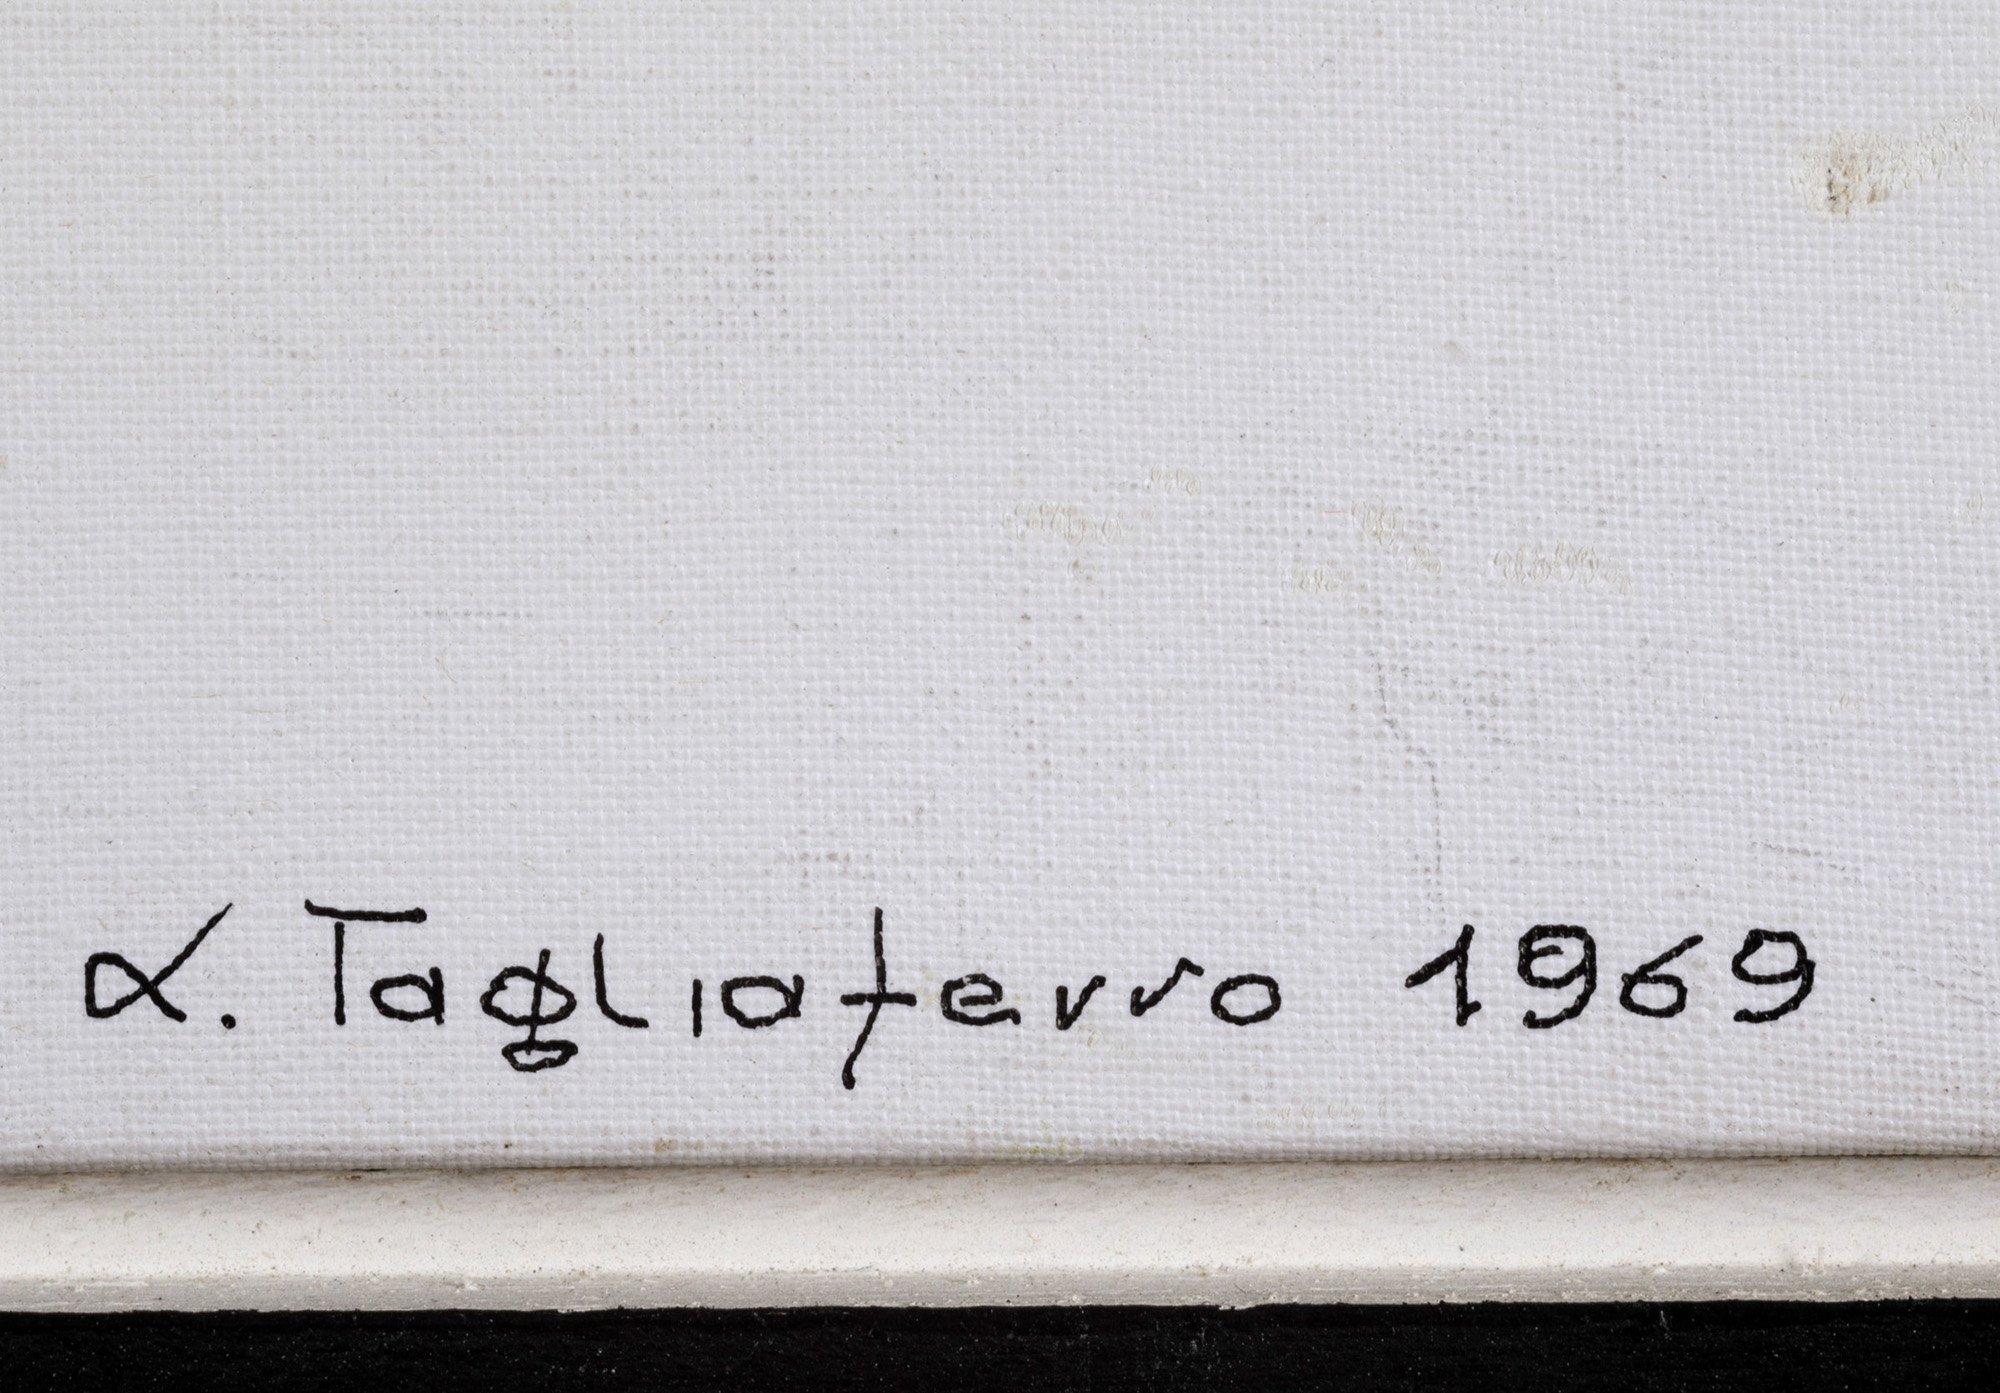 α. Tagliaferro 1969